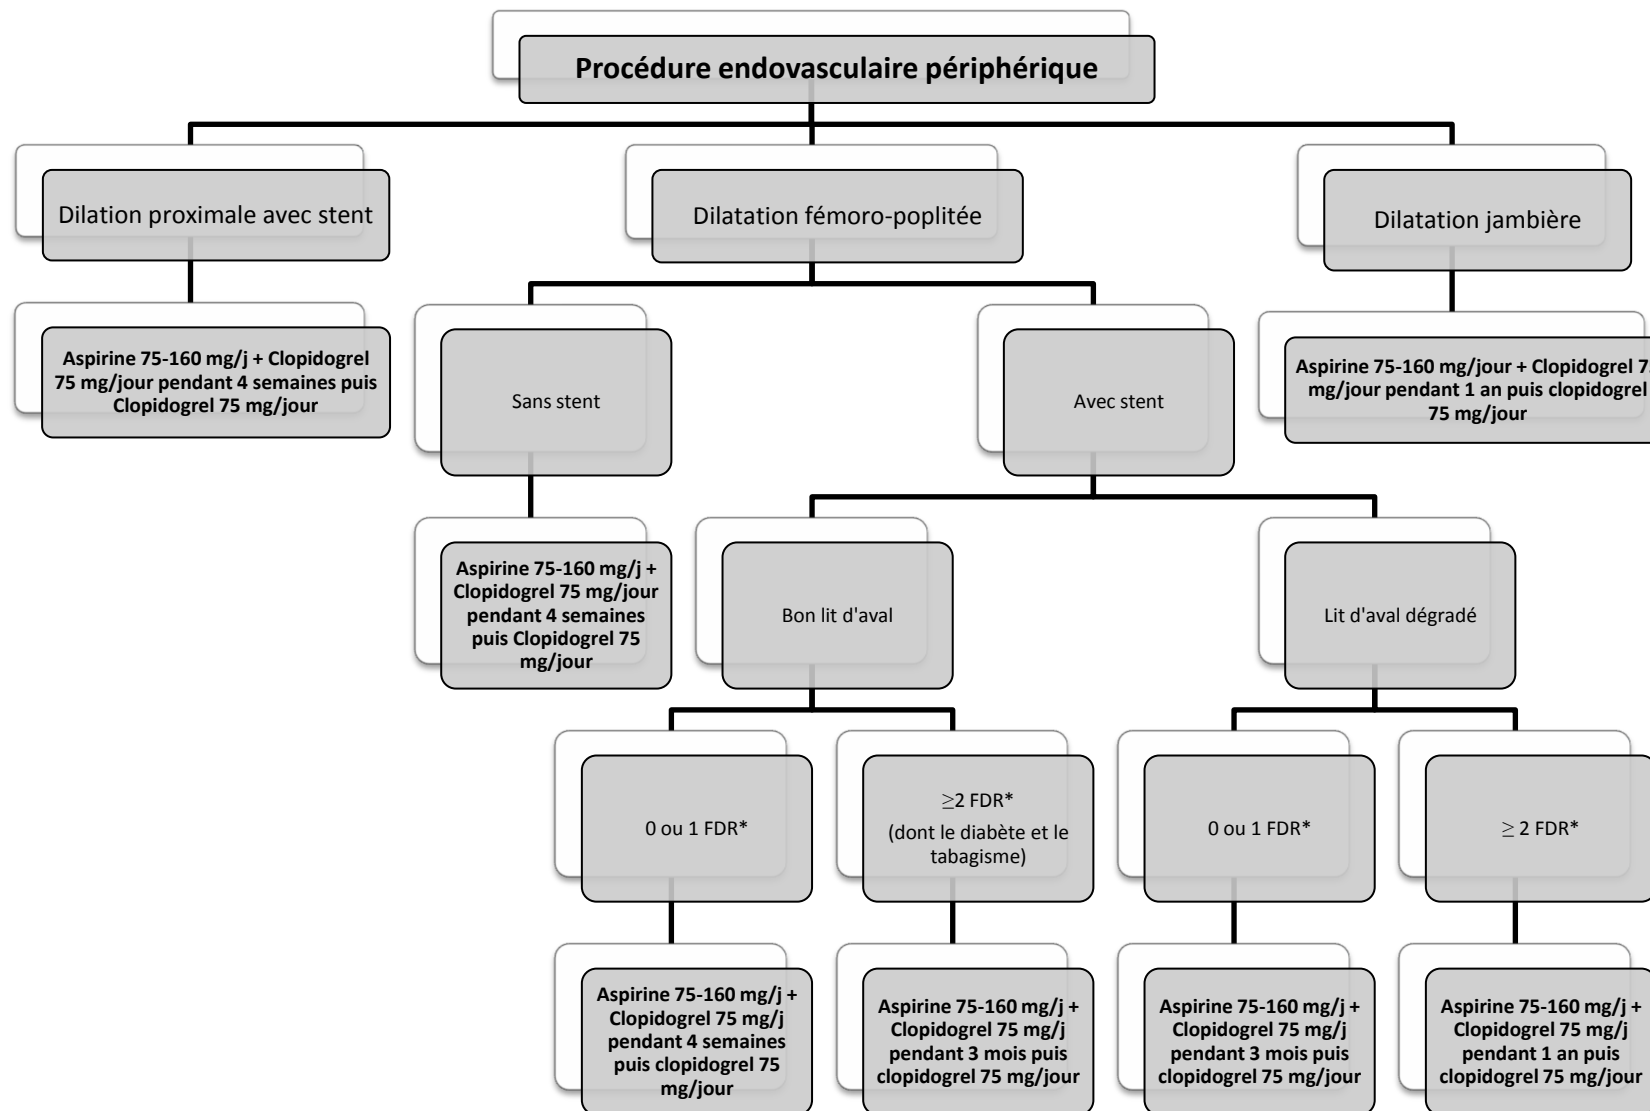 Procédure endovasculaire périphérique
Dilation proximale avec stent
Dilatation fémoro-poplitée
Dilatation jambière
Aspirine 75-160 mg/j + Clopidogrel
75 mg/jour pendant 4 semaines puis
Clopidogrel 75 mg/jour
Sans stent
Avec stent
Aspirine 75-160 mg/jour + Clopidogrel
mg/jour pendant 1 an puis clopidogrel
75 mg/jour
Aspirine 75-160 mg/j +
Clopidogrel 75 mg/jour
pendant 4 semaines
puis Clopidogrel 75
mg/jour
Bon lit d'aval
Lit d'aval dégradé
0 ou 1 FDR*
≥2 FDR*
(dont le diabète et le
tabagisme)
0 ou 1 FDR*
≥ 2 FDR*
Aspirine 75-160 mg/j +
Clopidogrel 75 mg/j
pendant 4 semaines
puis clopidogrel 75
mg/jour
Aspirine 75-160 mg/j +
Clopidogrel 75 mg/j
pendant 3 mois puis
clopidogrel 75 mg/jour
Aspirine 75-160 mg/j +
Clopidogrel 75 mg/j
pendant 3 mois puis
clopidogrel 75 mg/jour
Aspirine 75-160 mg/j +
Clopidogrel 75 mg/j
pendant 1 an puis
clopidogrel 75 mg/jour